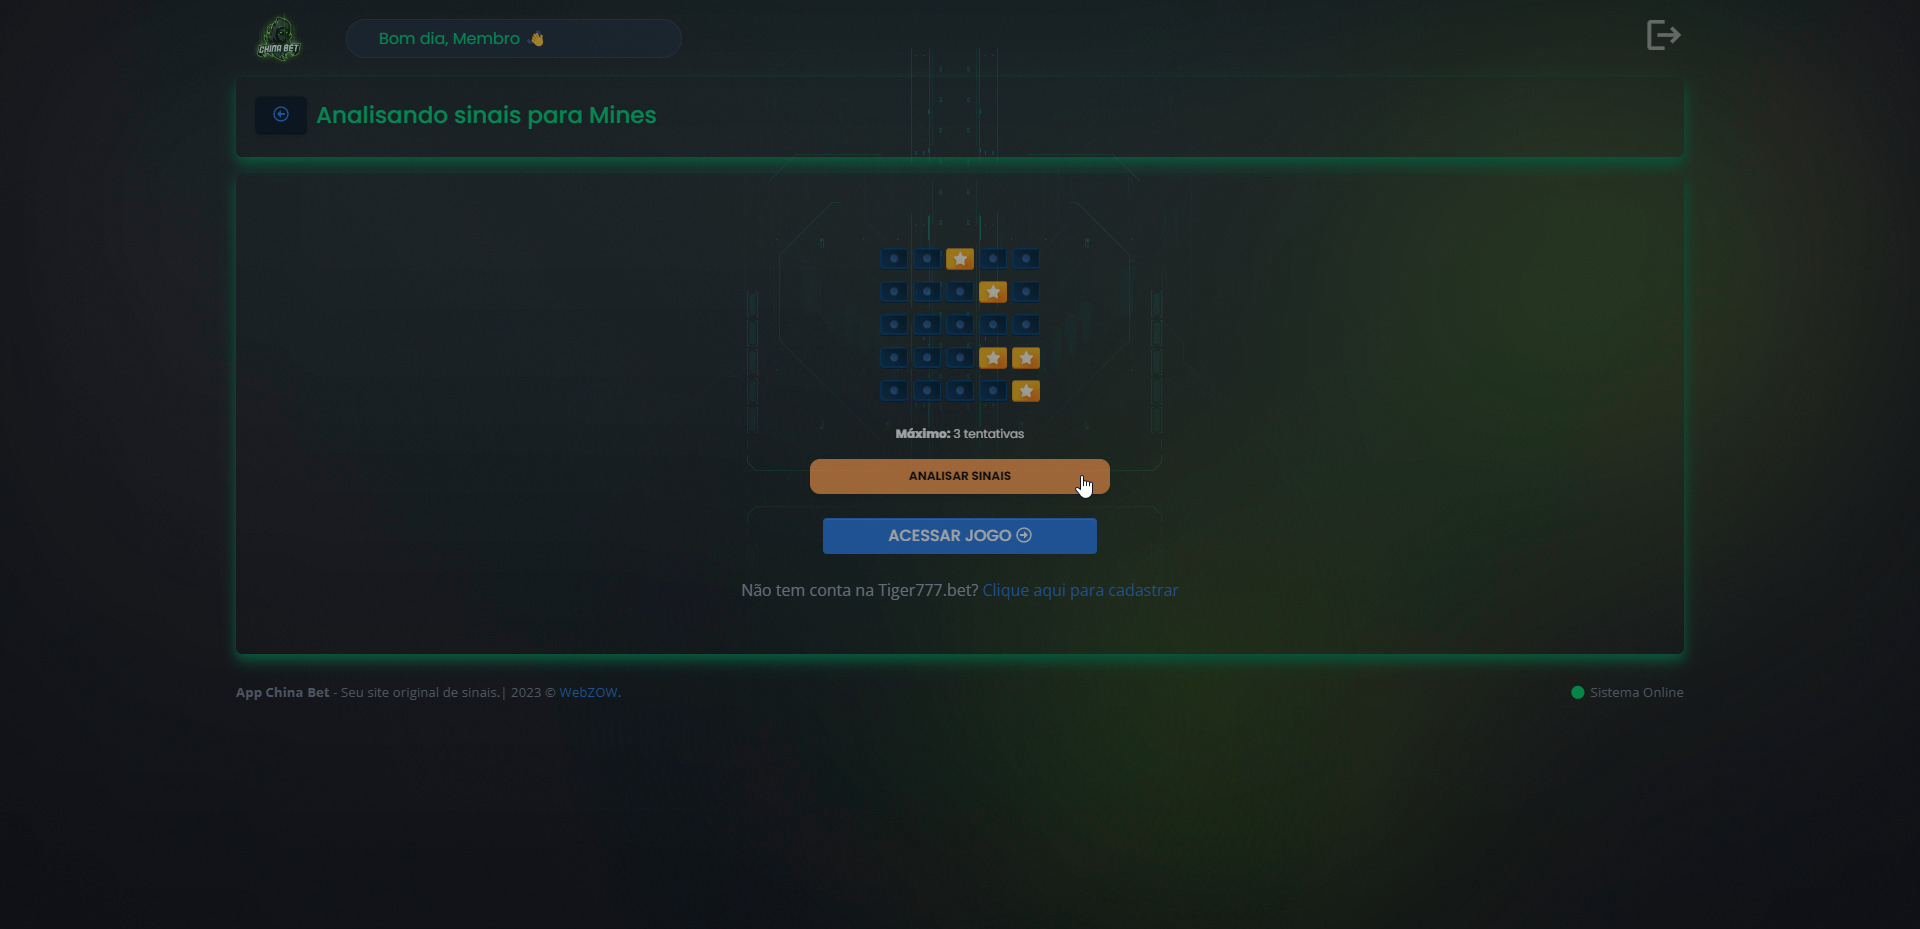 CHINA BET
Bom dia, Membro 👋
Analisando sinais para Mines
Máximo: 3 tentativas
ANALISAR SINAIS
ACESSAR JOGO
Não tem conta na Tiger777.bet? Clique aqui para cadastrar
App China Bet - Seu site original de sinais.| 2023 © WebZOW.
Sistema Online